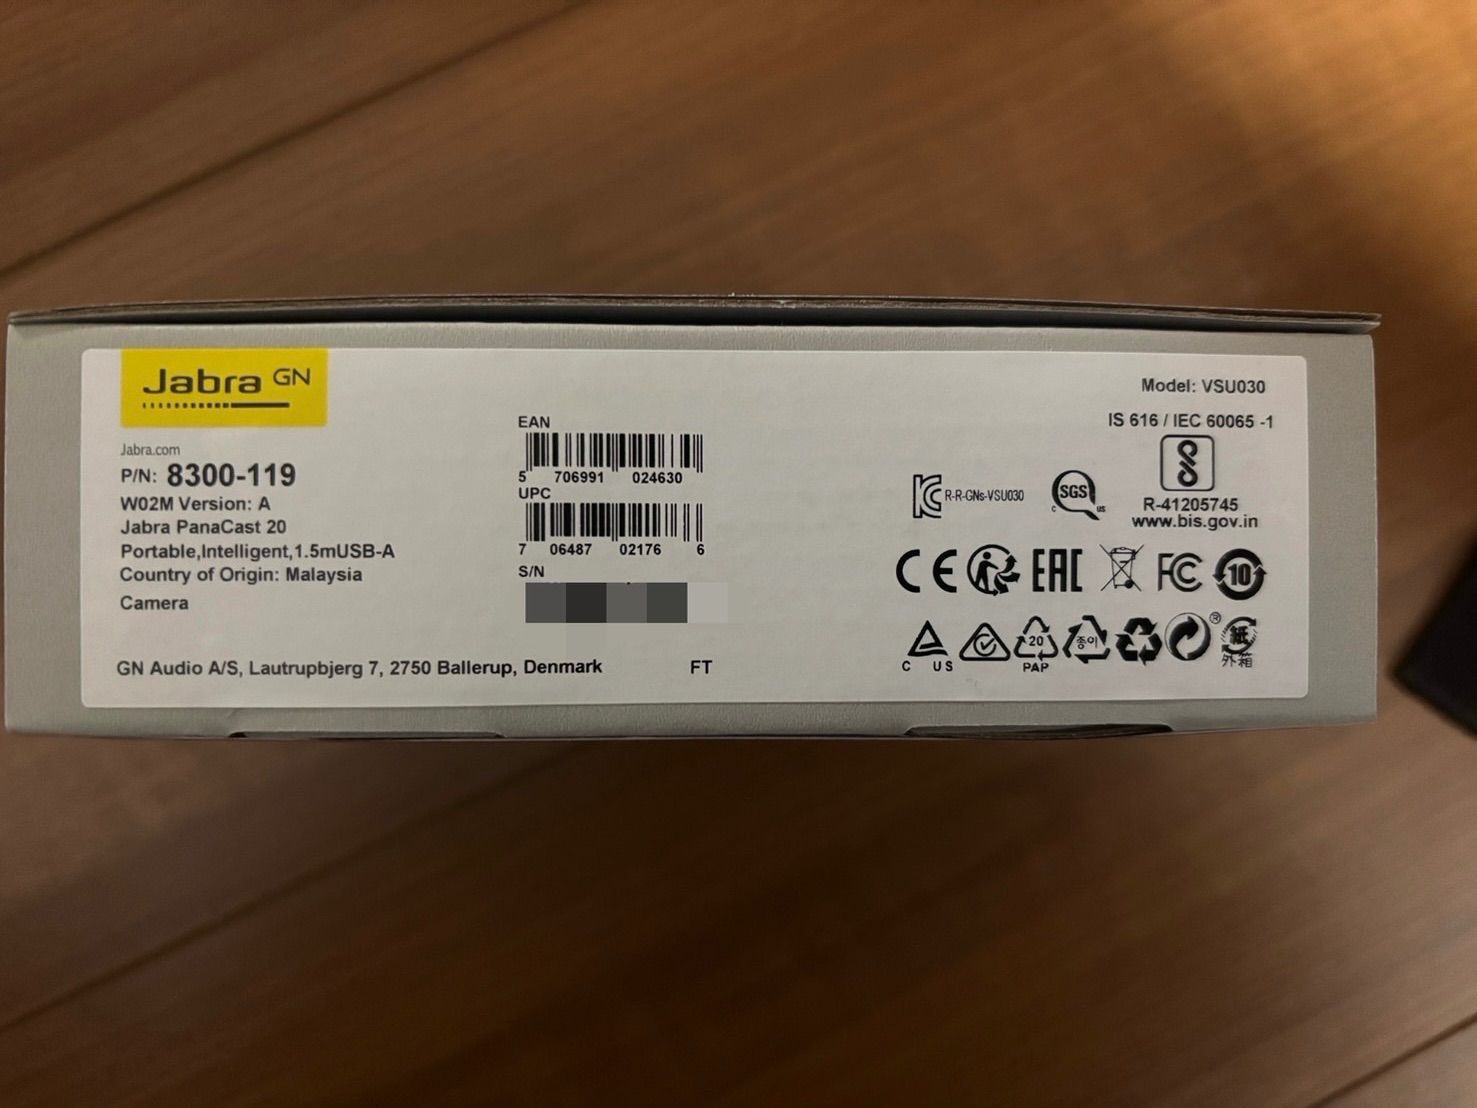 Jabra GN
Jabra.com
P/N: 8300-119
W02M Version: A
Jabra PanaCast 20
Portable,Intelligent,1.5mUSB-A
Country of Origin: Malaysia
Camera
GN Audio A/S, Lautrupbjerg 7, 2750 Ballerup, Denmark
FT
EAN
5 706991 024630
UPC
7 06487 02176 6
S/N
Model: VSU030
IS 616 / IEC 60065 -1
R-R-GNs-VSU030
SGS
C US
R-41205745
www.bis.gov.in
CE EAC FC 10
C US
20
PAP
종이
®
紙
外箱